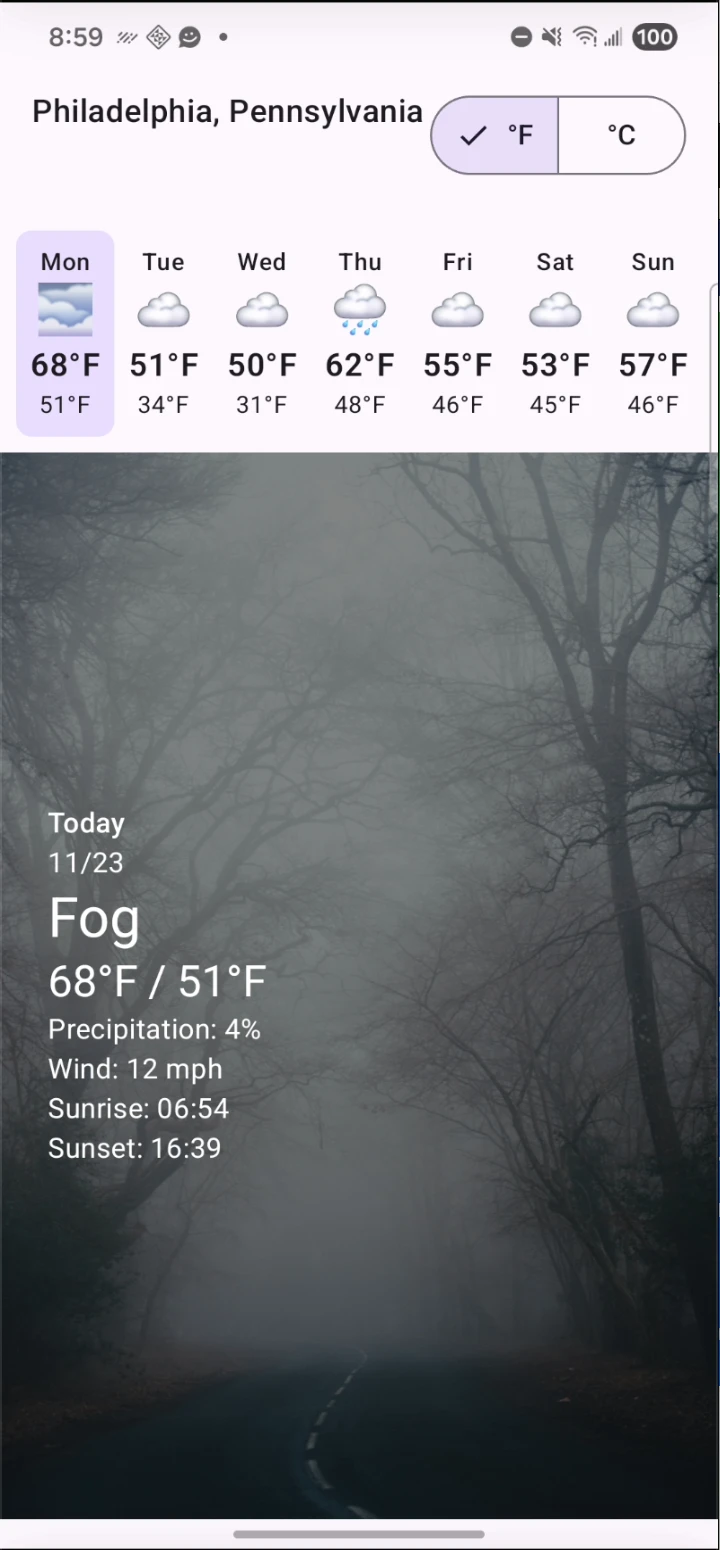 8:59 100
Philadelphia, Pennsylvania
°F °C
Mon Tue Wed Thu Fri Sat Sun
68°F 51°F 50°F 62°F 55°F 53°F 57°F
51°F 34°F 31°F 48°F 46°F 45°F 46°F
Today
11/23
Fog
68°F / 51°F
Precipitation: 4%
Wind: 12 mph
Sunrise: 06:54
Sunset: 16:39